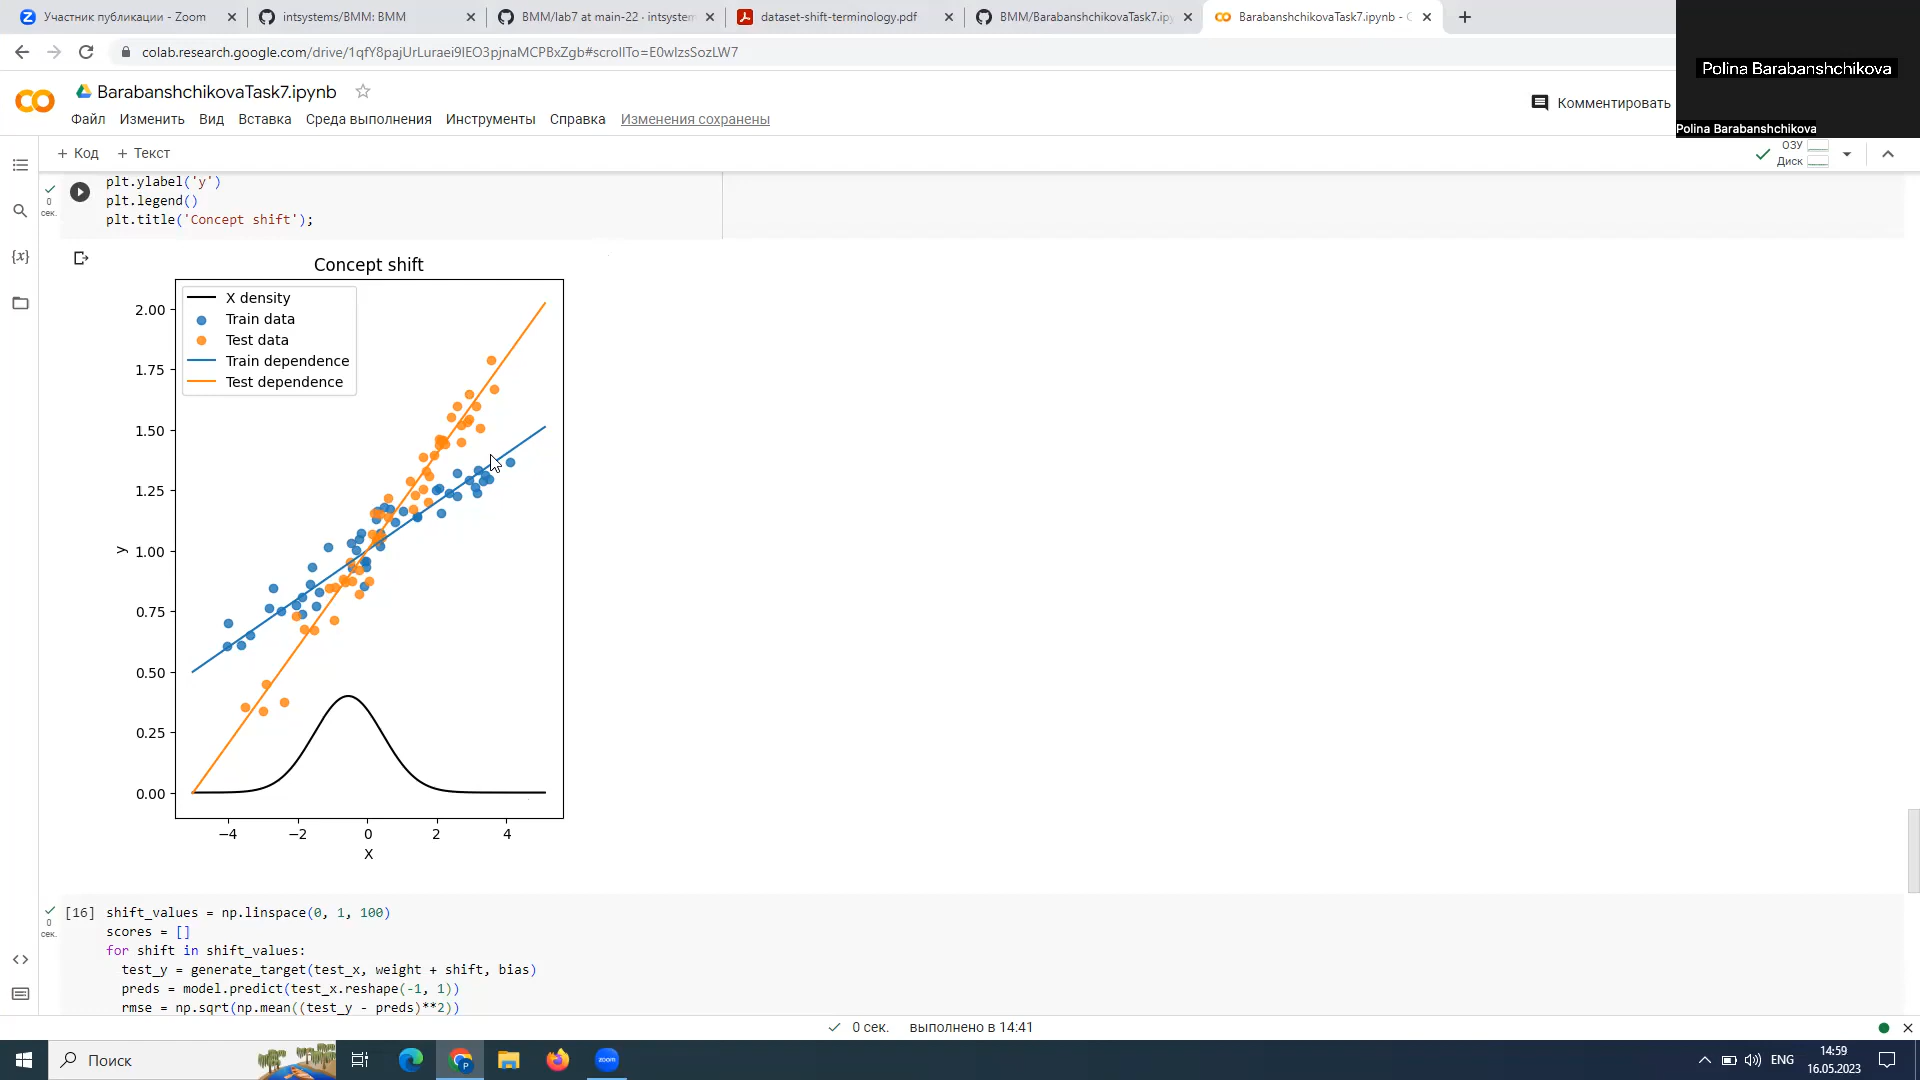 Участник публикации - Zoom
intsystems/BMM: BMM
BMM/lab7 at main-22 · intsystem
dataset-shift-terminology.pdf
BMM/BarabanshchikovaTask7.ip
BarabanshchikovaTask7.ipynb -
colab.research.google.com/drive/1qfY8pajUrLuraei9IEO3pjnaMCPBxZgb#scrollTo=E0wIzsSozLW7
Polina Barabanshchikova
Polina Barabanshchikova
BarabanshchikovaTask7.ipynb
Файл Изменить Вид Вставка Среда выполнения Инструменты Справка Изменения сохранены
Комментировать
+ Код + Текст
ОЗУ
Диск
0
сек.
plt.ylabel('y')
plt.legend()
plt.title('Concept shift');
{x}
Concept shift
X density
Train data
Test data
Train dependence
Test dependence
2.00
1.75
1.50
1.25
1.00
0.75
0.50
0.25
0.00
y
−4 −2 0 2 4
X
0
сек.
[16] shift_values = np.linspace(0, 1, 100)
scores = []
for shift in shift_values:
test_y = generate_target(test_x, weight + shift, bias)
preds = model.predict(test_x.reshape(-1, 1))
rmse = np.sqrt(np.mean((test_y - preds)**2))
0 сек. выполнено в 14:41
Поиск
zoom
ENG
14:59
16.05.2023